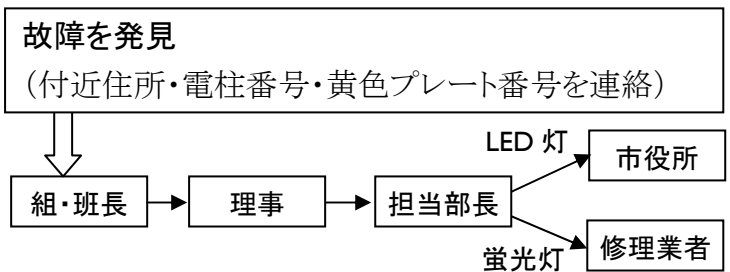 故障を発見
(付近住所・電柱番号・黄色プレート番号を連絡)
LED 灯
市役所
組・班長
理事
担当部長
蛍光灯
修理業者